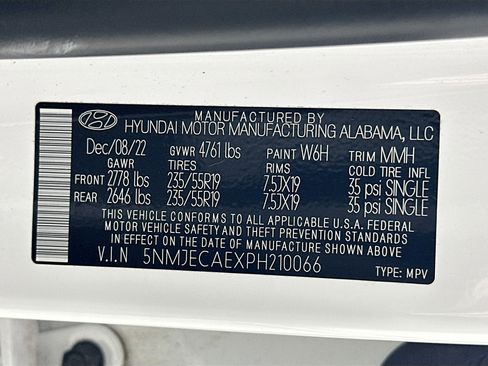 MANUFACTURED BY
HYUNDAI MOTOR MANUFACTURING ALABAMA, LLC
Dec/08/22 GVWR 4761 lbs PAINT W6H TRIM MMH
GAWR TIRES RIMS COLD TIRE INFL
FRONT 2778 lbs 235/55R19 7.5JX19 35 psi SINGLE
REAR 2646 lbs 235/55R19 7.5JX19 35 psi SINGLE
THIS VEHICLE CONFORMS TO ALL APPLICABLE U.S.A. FEDERAL
MOTOR VEHICLE SAFETY AND THEFT PREVENTION STANDARDS
IN EFFECT ON THE DATE OF MANUFACTURE SHOWN ABOVE.
V.I.N 5NMJECAEXPH210066 TYPE: MPV